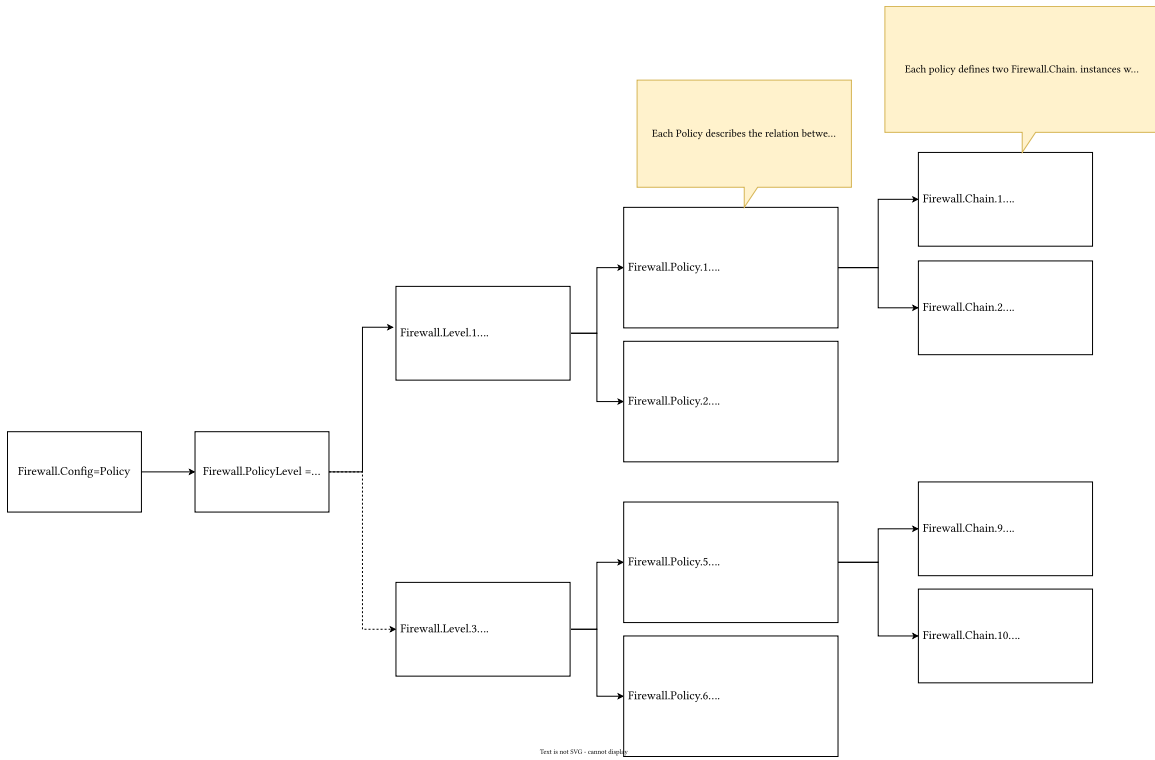 Each policy defines two Firewall.Chain. instances w...
Each Policy describes the relation betwe...
Firewall.Chain.1....
Firewall.Policy.1....
Firewall.Chain.2....
Firewall.Level.1....
Firewall.Policy.2....
Firewall.Config=Policy
Firewall.PolicyLevel =...
Firewall.Chain.9....
Firewall.Policy.5....
Firewall.Level.3....
Firewall.Chain.10....
Firewall.Policy.6....
Text is not SVG - cannot display